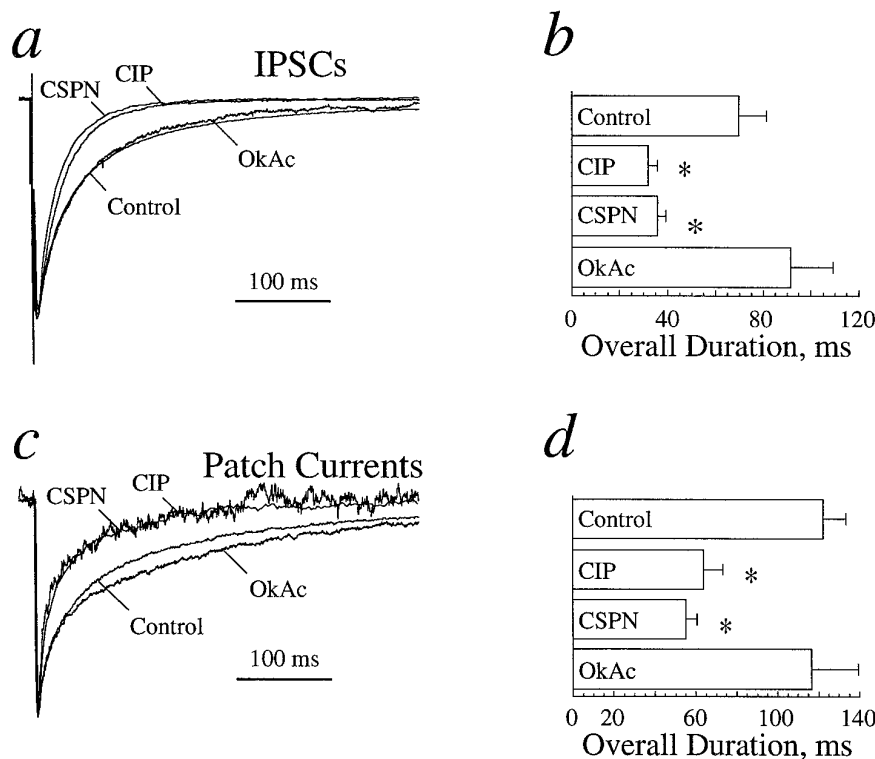 a
IPSCs
CSPN
CIP
OkAc
Control
100 ms
b
Control
CIP
*
CSPN
*
OkAc
0 40 80 120
Overall Duration, ms
c
Patch Currents
CSPN
CIP
OkAc
Control
100 ms
d
Control
CIP
*
CSPN
*
OkAc
0 20 60 100 140
Overall Duration, ms